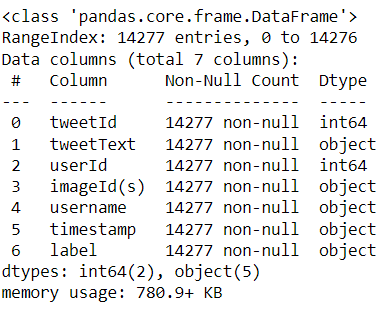 <class 'pandas.core.frame.DataFrame'>
RangeIndex: 14277 entries, 0 to 14276
Data columns (total 7 columns):
 #   Column      Non-Null Count  Dtype
---  ------      --------------  -----
 0   tweetId     14277 non-null  int64
 1   tweetText   14277 non-null  object
 2   userId      14277 non-null  int64
 3   imageId(s)  14277 non-null  object
 4   username    14277 non-null  object
 5   timestamp   14277 non-null  object
 6   label       14277 non-null  object
dtypes: int64(2), object(5)
memory usage: 780.9+ KB